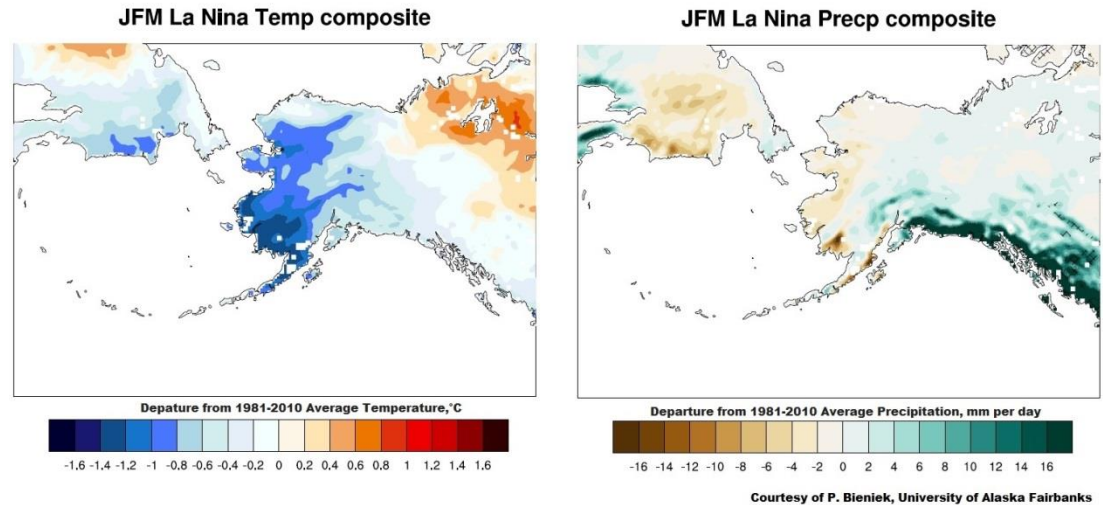 JFM La Nina Temp composite
JFM La Nina Precp composite
Depature from 1981-2010 Average Temperature,°C
-1.6 -1.4 -1.2 -1 -0.8 -0.6 -0.4 -0.2 0 0.2 0.4 0.6 0.8 1 1.2 1.4 1.6
Departure from 1981-2010 Average Precipitation, mm per day
-16 -14 -12 -10 -8 -6 -4 -2 0 2 4 6 8 10 12 14 16
Courtesy of P. Bieniek, University of Alaska Fairbanks